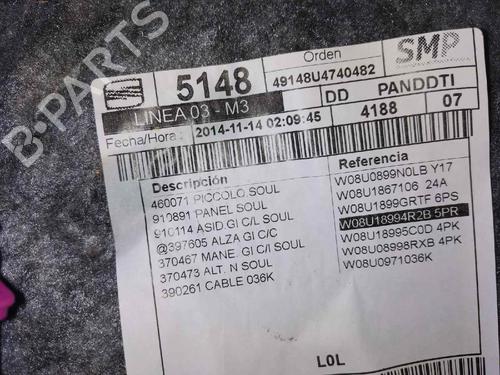 B-PARTS
Orden
SMP
5148
49148U4740482
LINEA 03 - M3
DD
PANDDTI
Fecha/Hora:
2014-11-14 02:09:45
4188
07
Descripción
Referencia
460071 PICCOLO SOUL
W08U0899N0LB Y17
910891 PANEL SOUL
W08U1867106 24A
910114 ASID.GI C/L SOUL
W08U1899GRTF 6PS
@397605 ALZA GI C/C
W08U18994R2B 5PR
370467 MANE. GI C/C SOUL
W08U18995C0D 4PK
370473 ALT. N SOUL
W08U08998RXB 4PK
390261 CABLE 036K
W08U0971036K
L0L